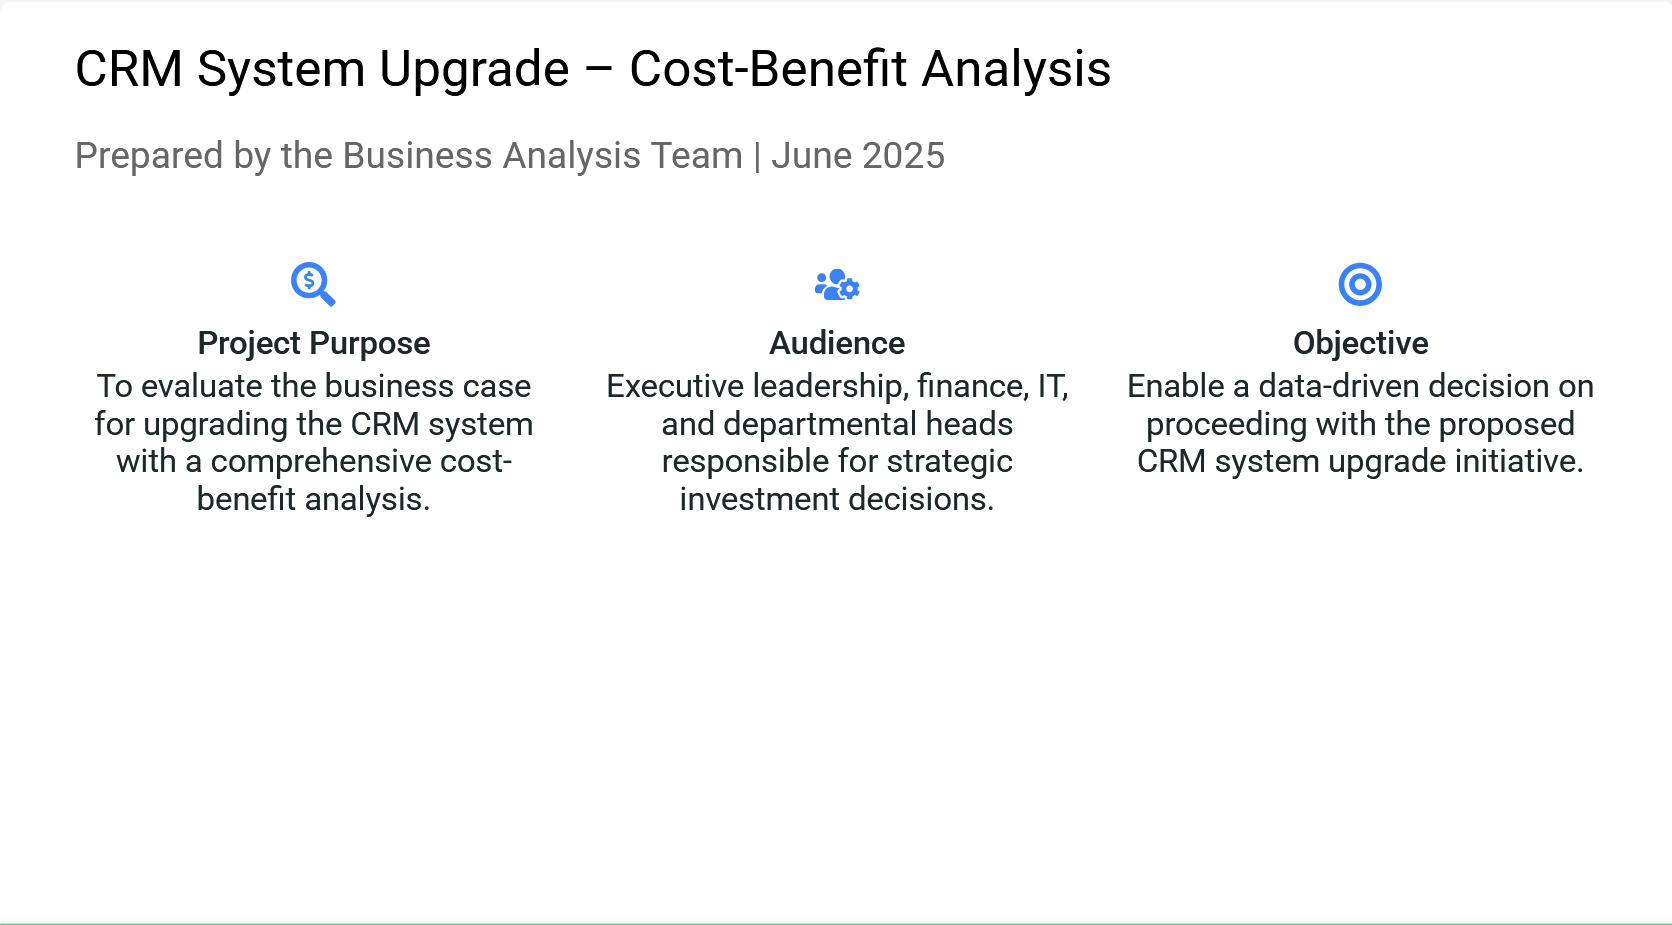 CRM System Upgrade – Cost-Benefit Analysis
Prepared by the Business Analysis Team | June 2025
Project Purpose
To evaluate the business case
for upgrading the CRM system
with a comprehensive cost-
benefit analysis.
Audience
Executive leadership, finance, IT,
and departmental heads
responsible for strategic
investment decisions.
Objective
Enable a data-driven decision on
proceeding with the proposed
CRM system upgrade initiative.